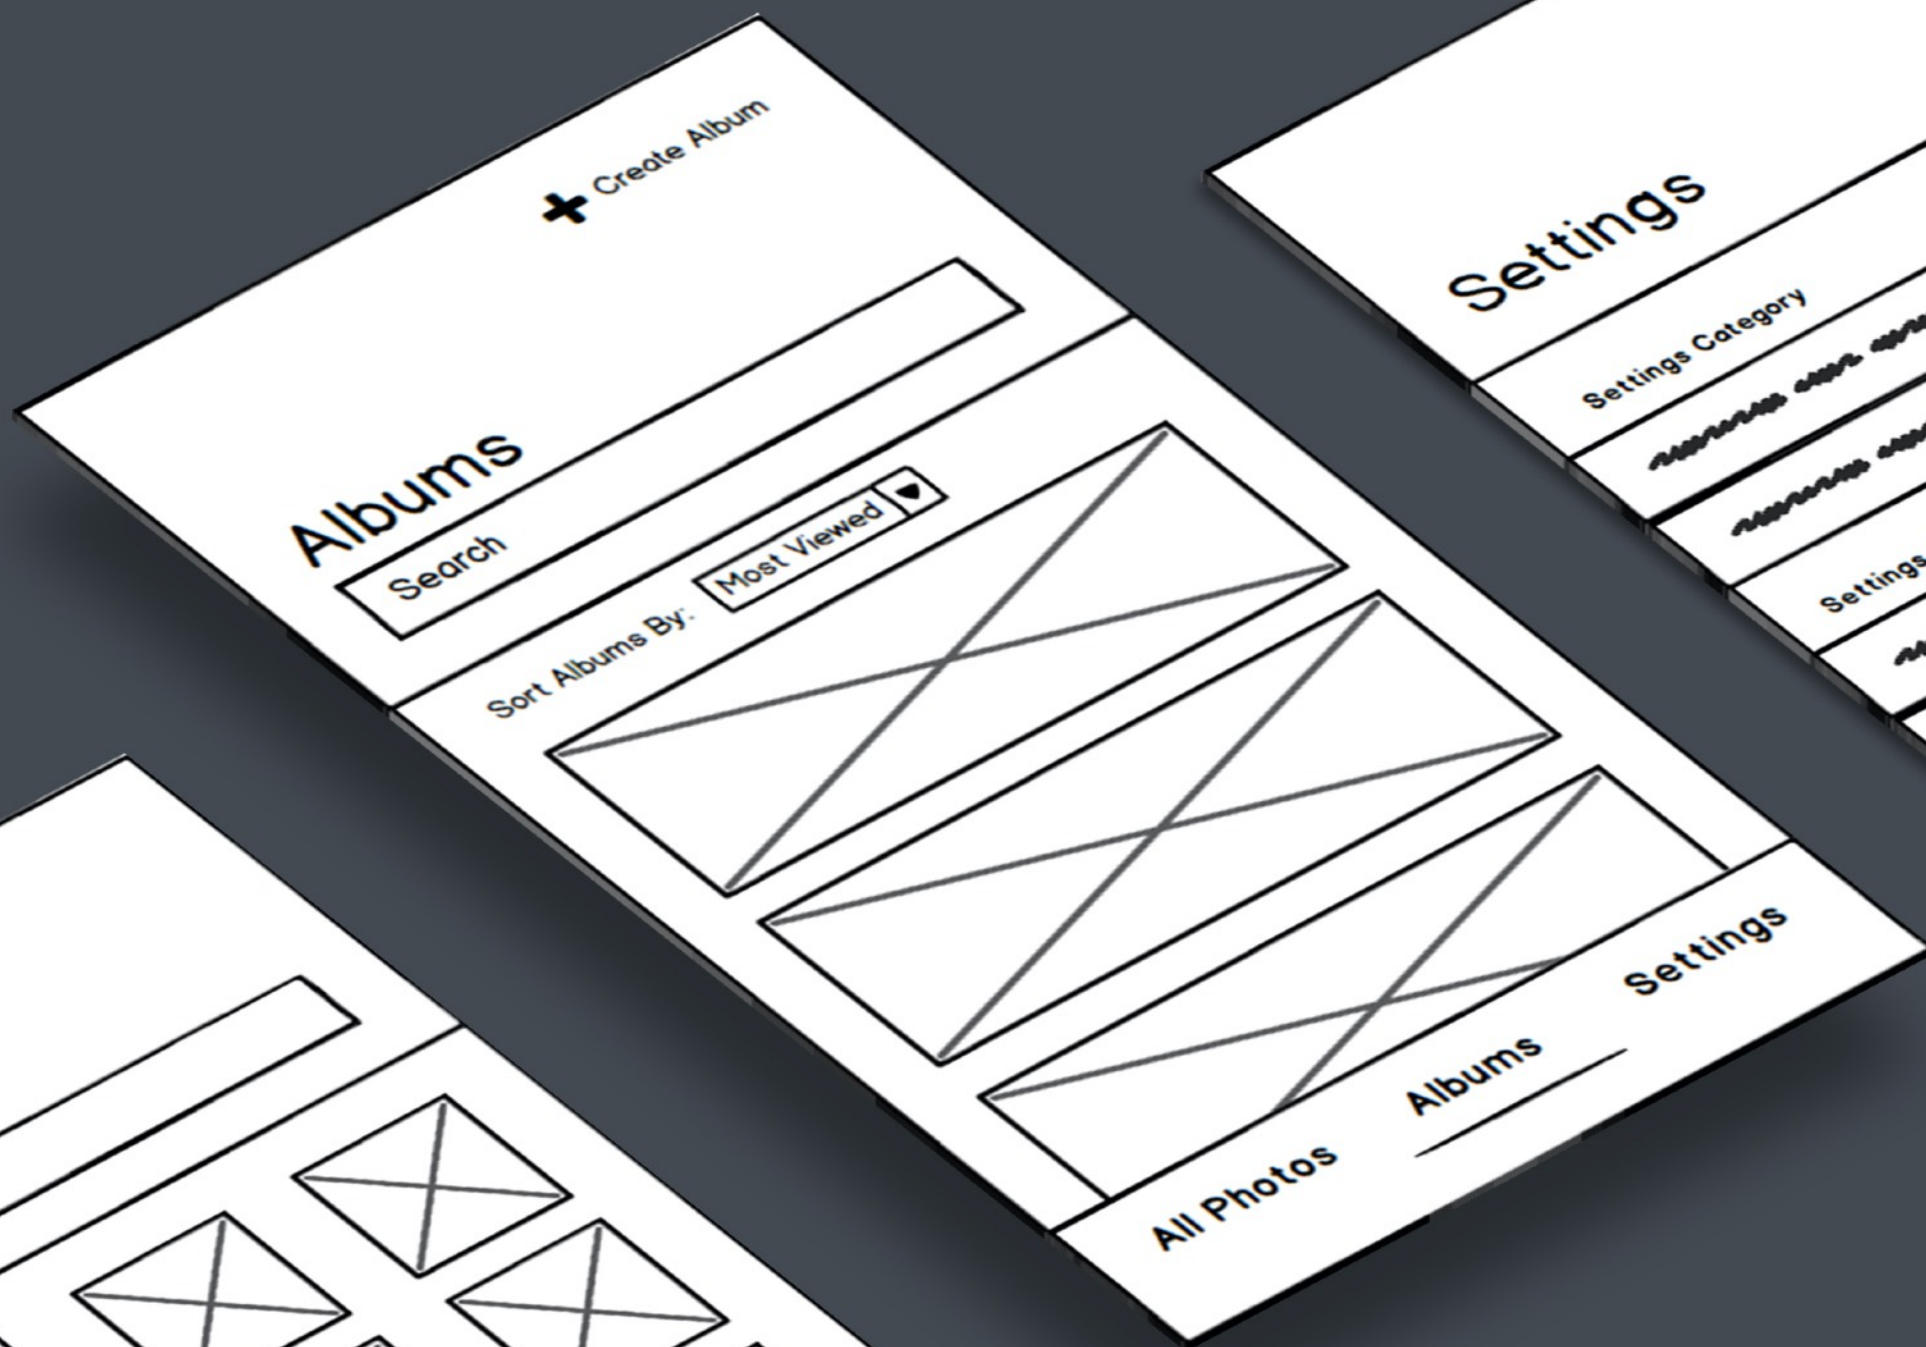 Create Album
Albums
Search
Sort Albums By: Most Viewed
All Photos
Albums
Settings
Settings
Settings Category
Settings